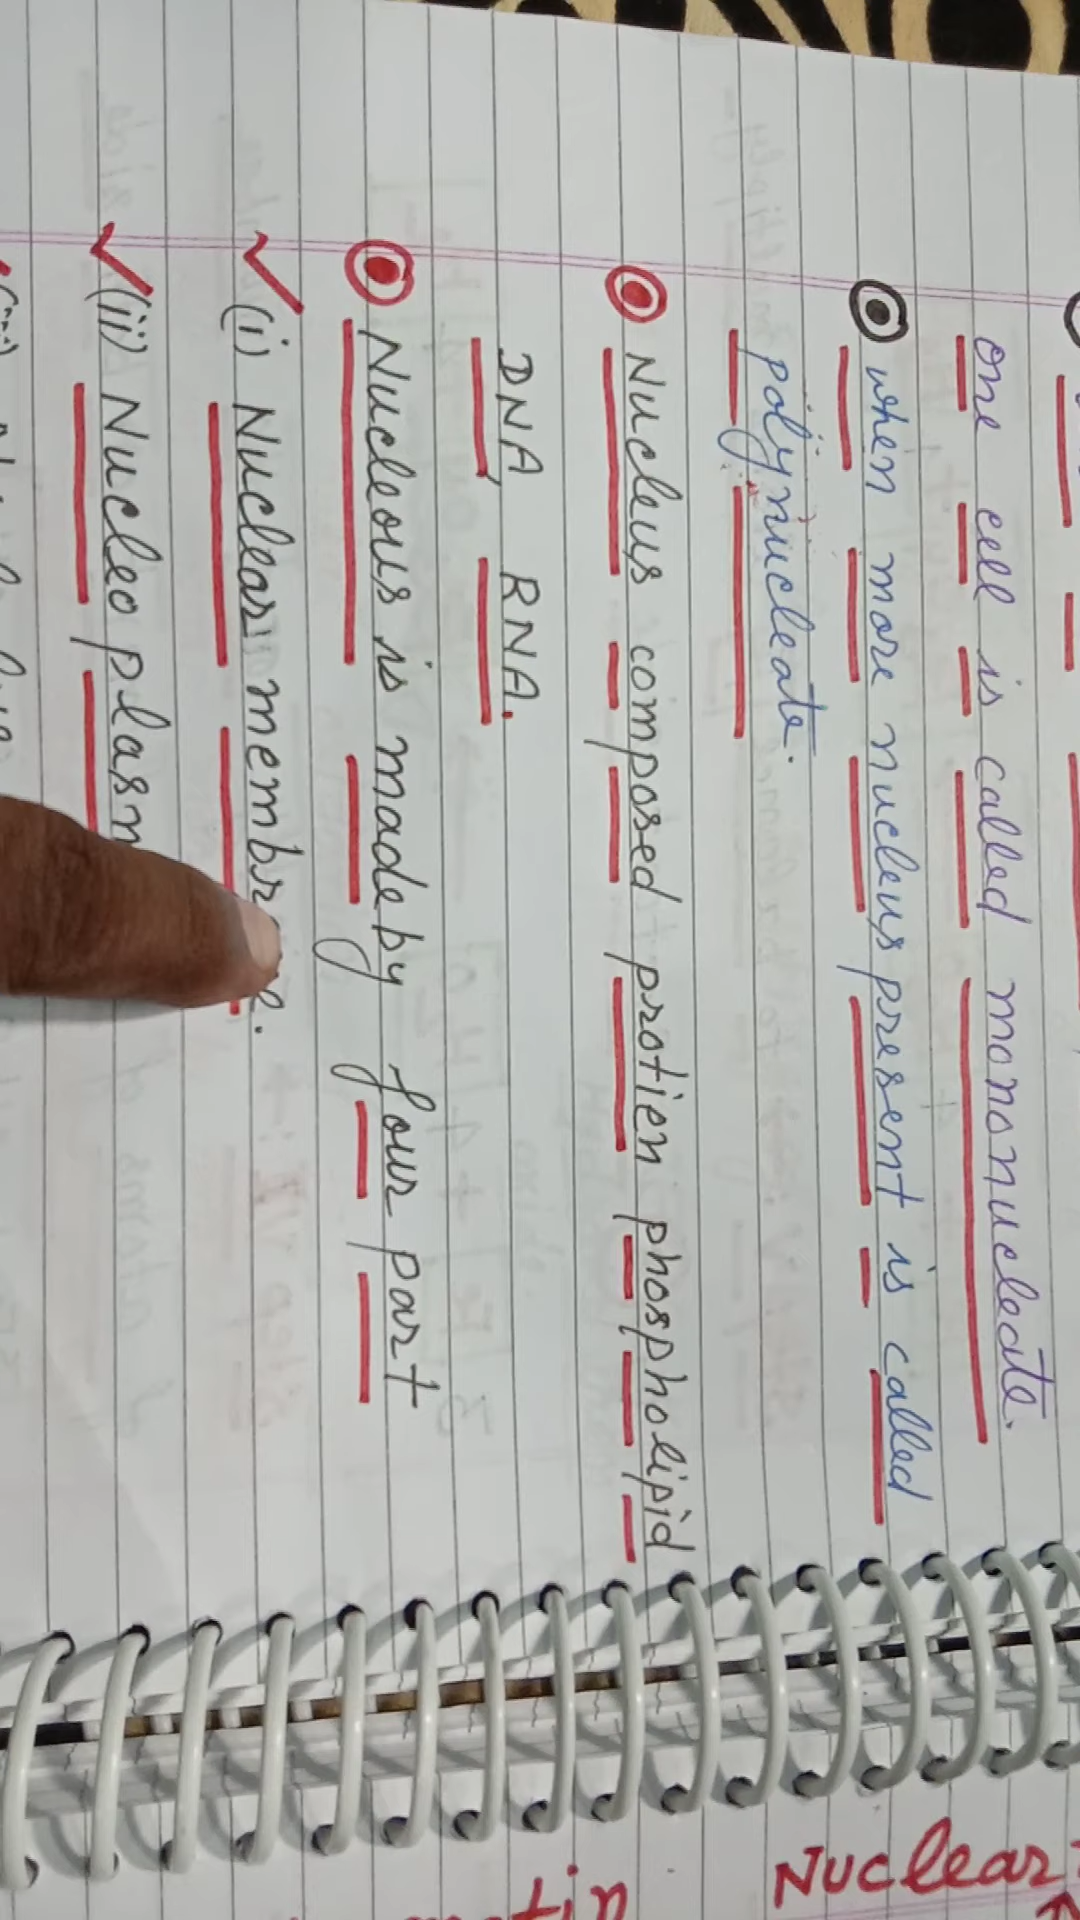 one cell is called mononucleate.
when more nucleus present is called
polynucleate.
Nucleus composed protien phospholipid
DNA, RNA.
Nucleous is made by four part
(i) Nuclear membr e.
(ii) Nucleo plasm
Nuclear
tin